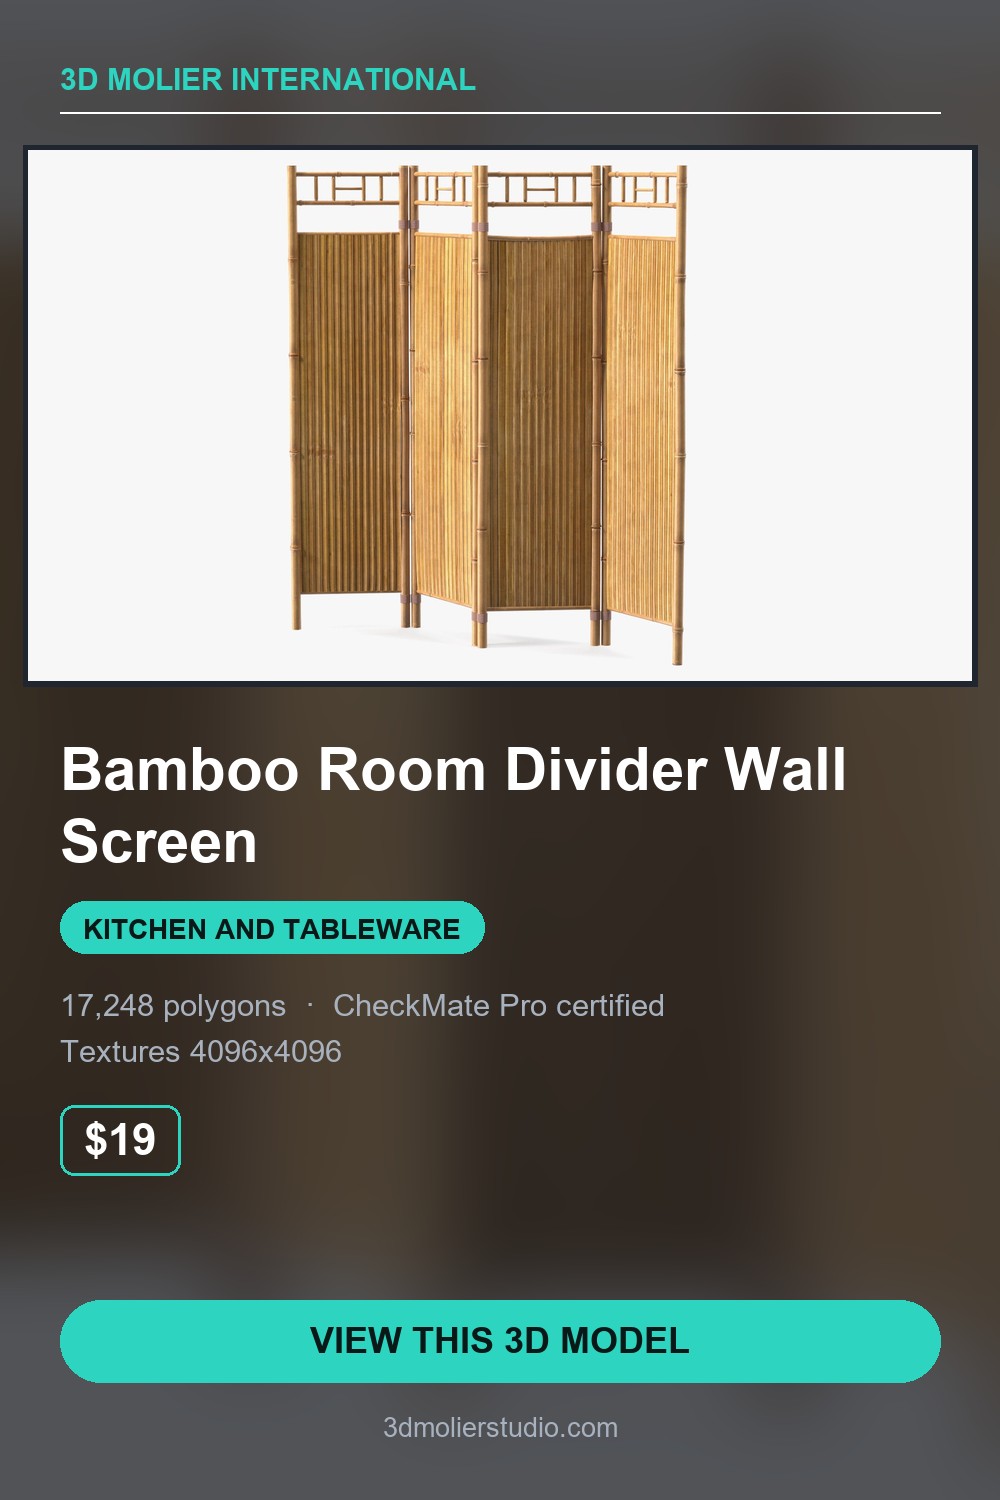 3D MOLIER INTERNATIONAL
Bamboo Room Divider Wall
Screen
KITCHEN AND TABLEWARE
17,248 polygons · CheckMate Pro certified
Textures 4096x4096
$19
VIEW THIS 3D MODEL
3dmolierstudio.com